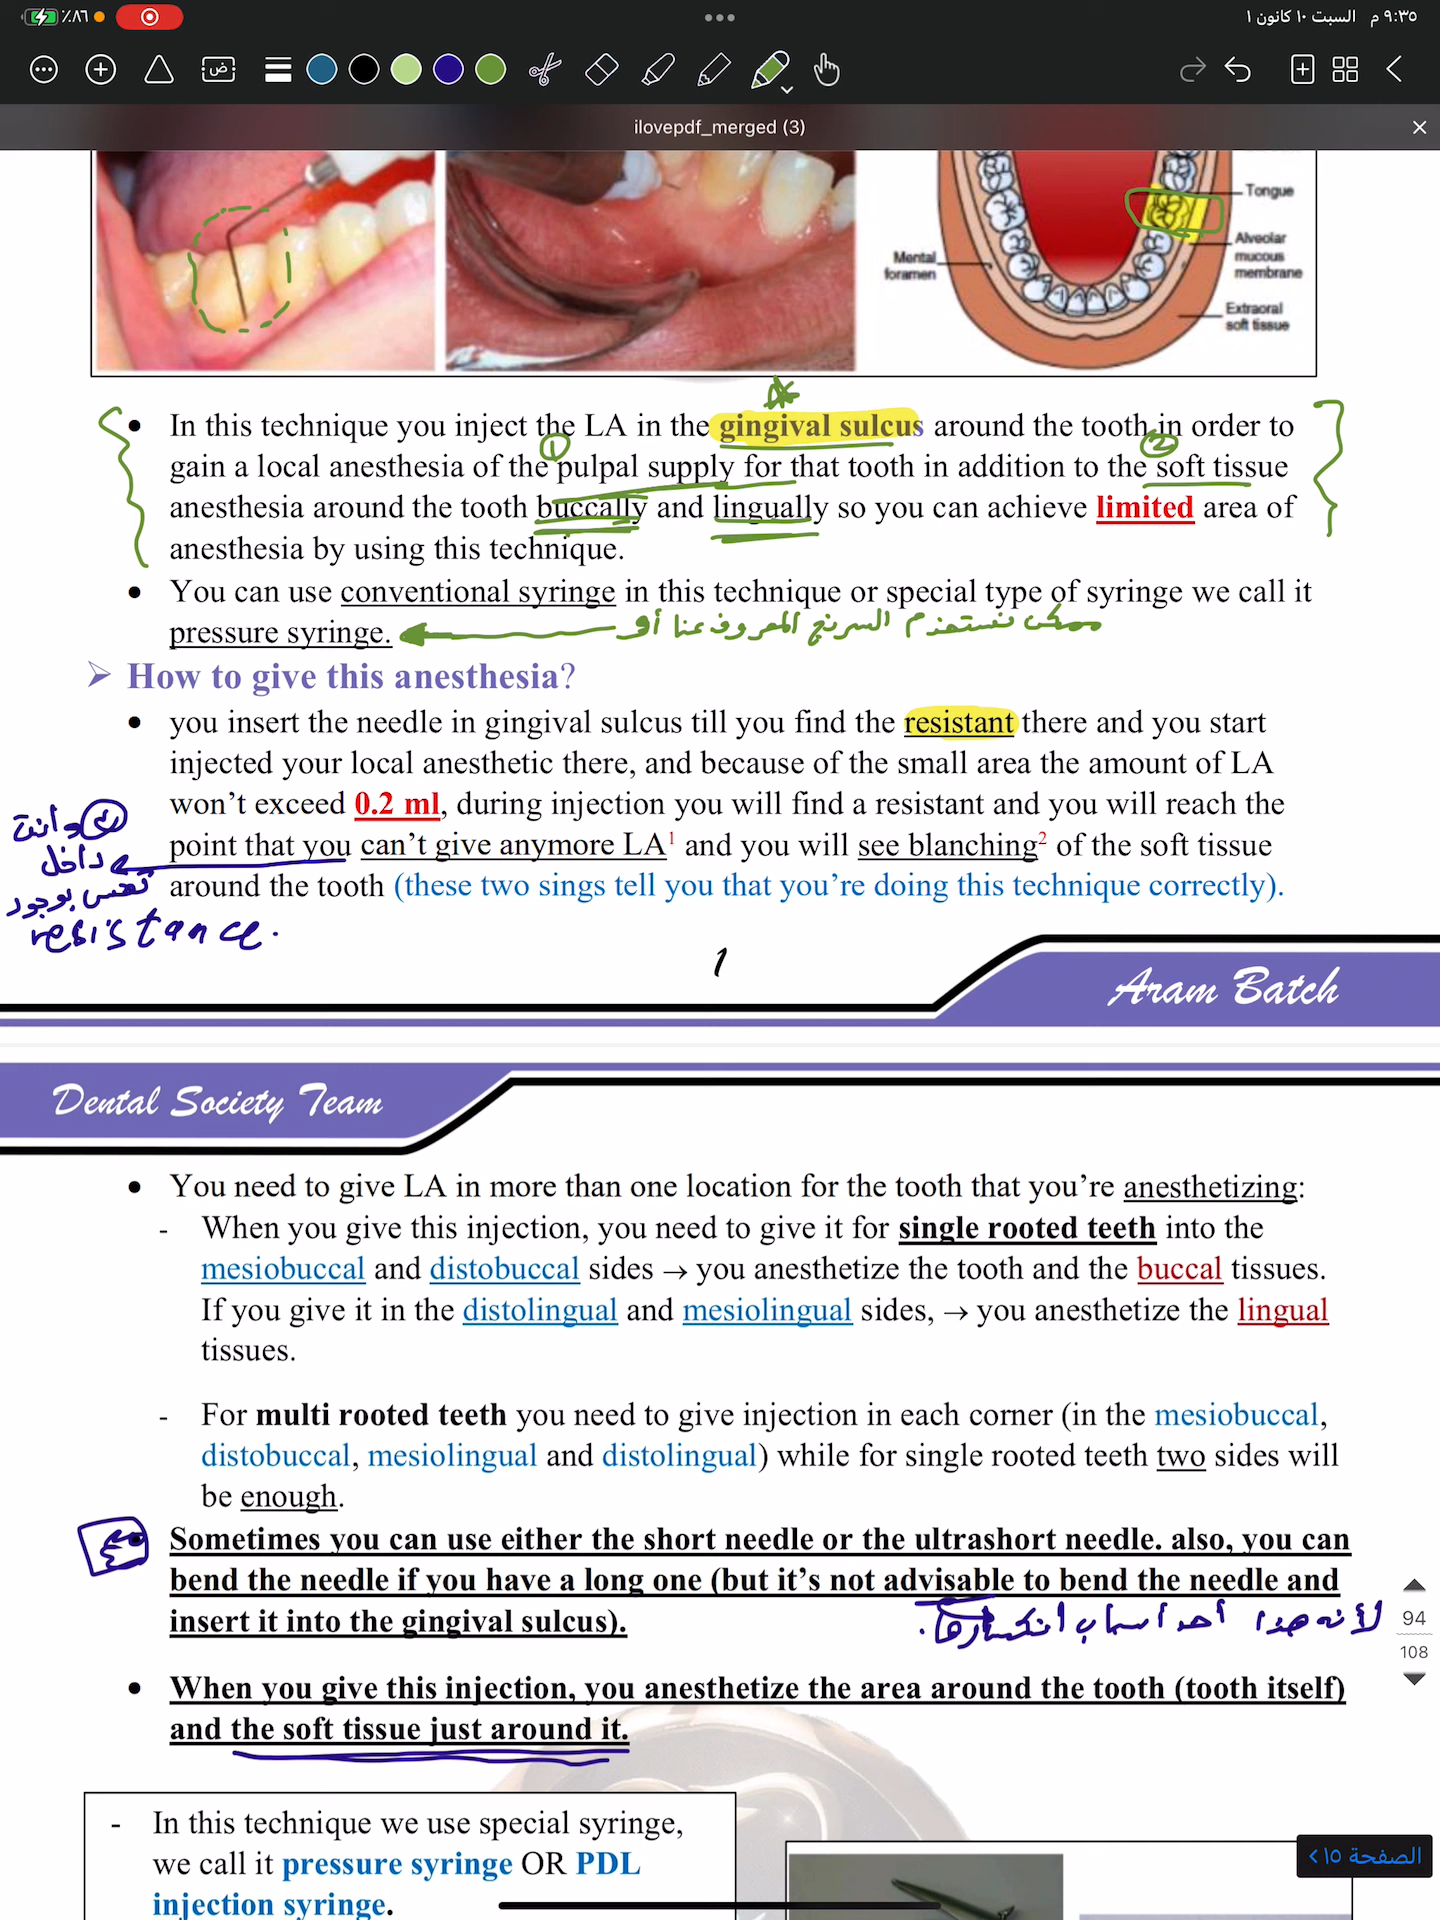 ٪٨٦
٩:٣٥ م السبت ١٠ كانون ١
ض
ilovepdf_merged (3)
Tongue
Alveolar
mucous
membrane
Mental
foramen
Extraoral
soft tissue
• In this technique you inject the LA in the gingival sulcus around the tooth in order to
1 2
gain a local anesthesia of the pulpal supply for that tooth in addition to the soft tissue
anesthesia around the tooth buccally and lingually so you can achieve limited area of
anesthesia by using this technique.
• You can use conventional syringe in this technique or special type of syringe we call it
pressure syringe.
ممكن نستخدم السرنج المعروف عنا أو
➢ How to give this anesthesia?
• you insert the needle in gingival sulcus till you find the resistant there and you start
injected your local anesthetic there, and because of the small area the amount of LA
won’t exceed 0.2 ml, during injection you will find a resistant and you will reach the
point that you can’t give anymore LA1 and you will see blanching2 of the soft tissue
around the tooth (these two sings tell you that you’re doing this technique correctly).
وانت
داخل
تحس بوجود
resistance.
1
Aram Batch
Dental Society Team
• You need to give LA in more than one location for the tooth that you’re anesthetizing:
- When you give this injection, you need to give it for single rooted teeth into the
mesiobuccal and distobuccal sides → you anesthetize the tooth and the buccal tissues.
If you give it in the distolingual and mesiolingual sides, → you anesthetize the lingual
tissues.
- For multi rooted teeth you need to give injection in each corner (in the mesiobuccal,
distobuccal, mesiolingual and distolingual) while for single rooted teeth two sides will
be enough.
• Sometimes you can use either the short needle or the ultrashort needle. also, you can
bend the needle if you have a long one (but it’s not advisable to bend the needle and
insert it into the gingival sulcus).
لأنه هذا أحد أسباب انكسارها.
94
108
• When you give this injection, you anesthetize the area around the tooth (tooth itself)
and the soft tissue just around it.
- In this technique we use special syringe,
we call it pressure syringe OR PDL
injection syringe.
الصفحة ١٥